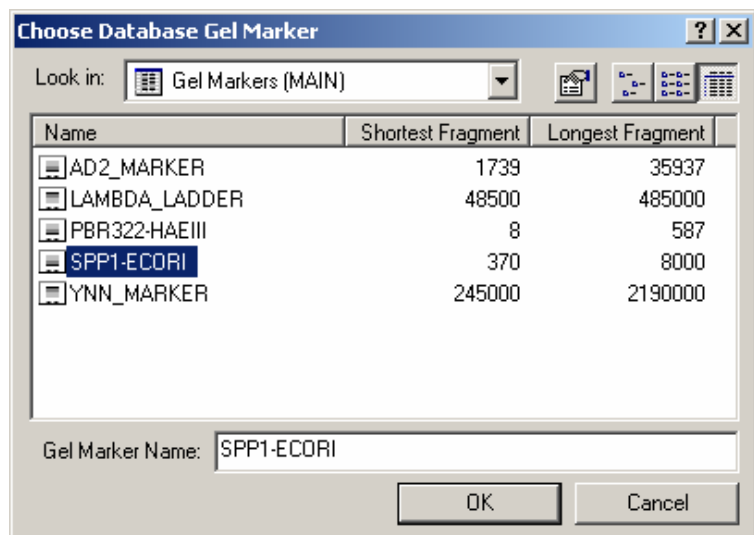 Choose Database Gel Marker
Look in: Gel Markers (MAIN)
Name Shortest Fragment Longest Fragment
AD2_MARKER 1739 35937
LAMBDA_LADDER 48500 485000
PBR322-HAEIII 8 587
SPP1-ECORI 370 8000
YNN_MARKER 245000 2190000
Gel Marker Name: SPP1-ECORI
OK Cancel